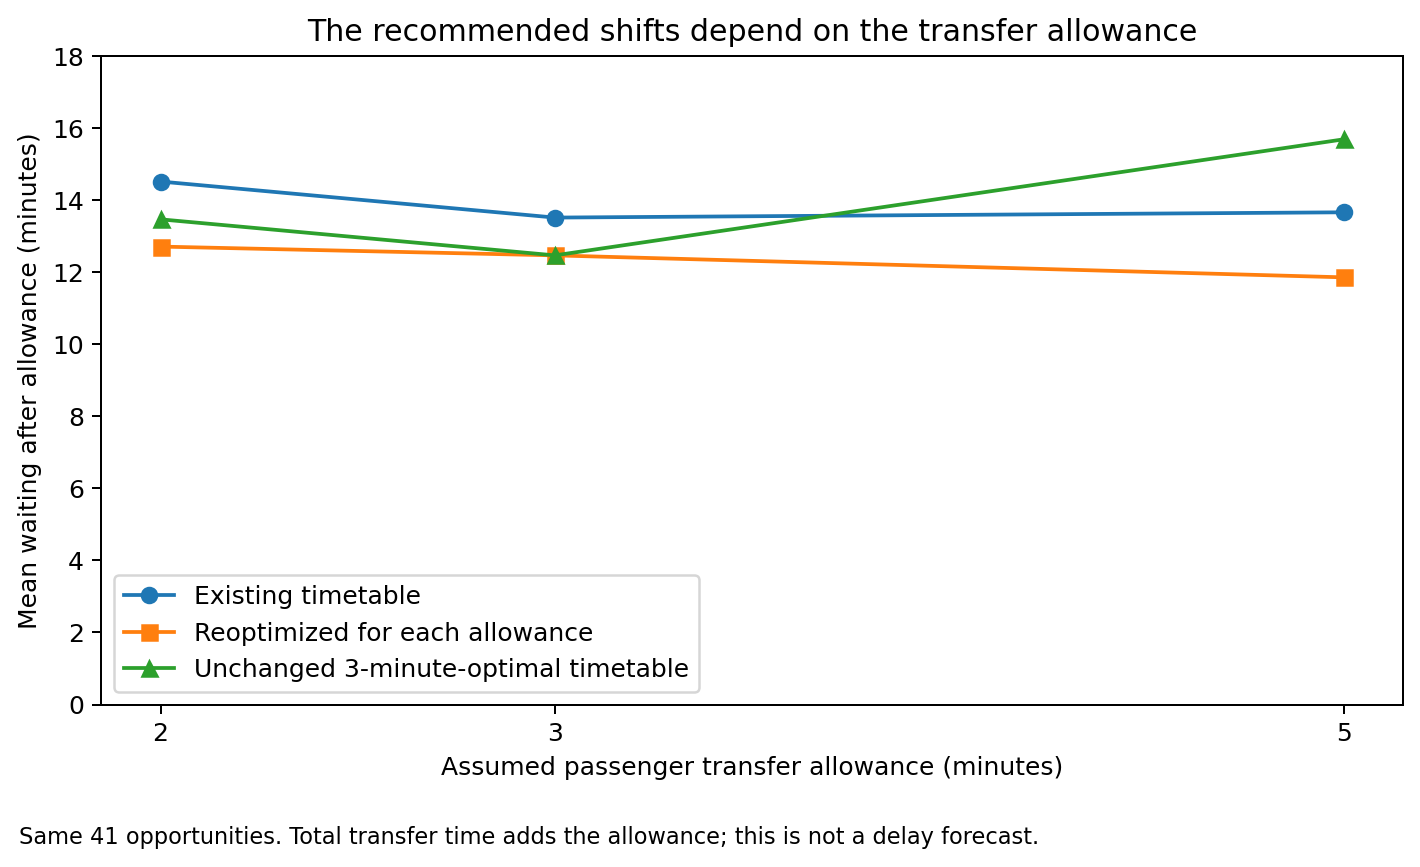 The recommended shifts depend on the transfer allowance
Mean waiting after allowance (minutes)
18
16
14
12
10
8
6
4
2
0
Existing timetable
Reoptimized for each allowance
Unchanged 3-minute-optimal timetable
2
3
5
Assumed passenger transfer allowance (minutes)
Same 41 opportunities. Total transfer time adds the allowance; this is not a delay forecast.